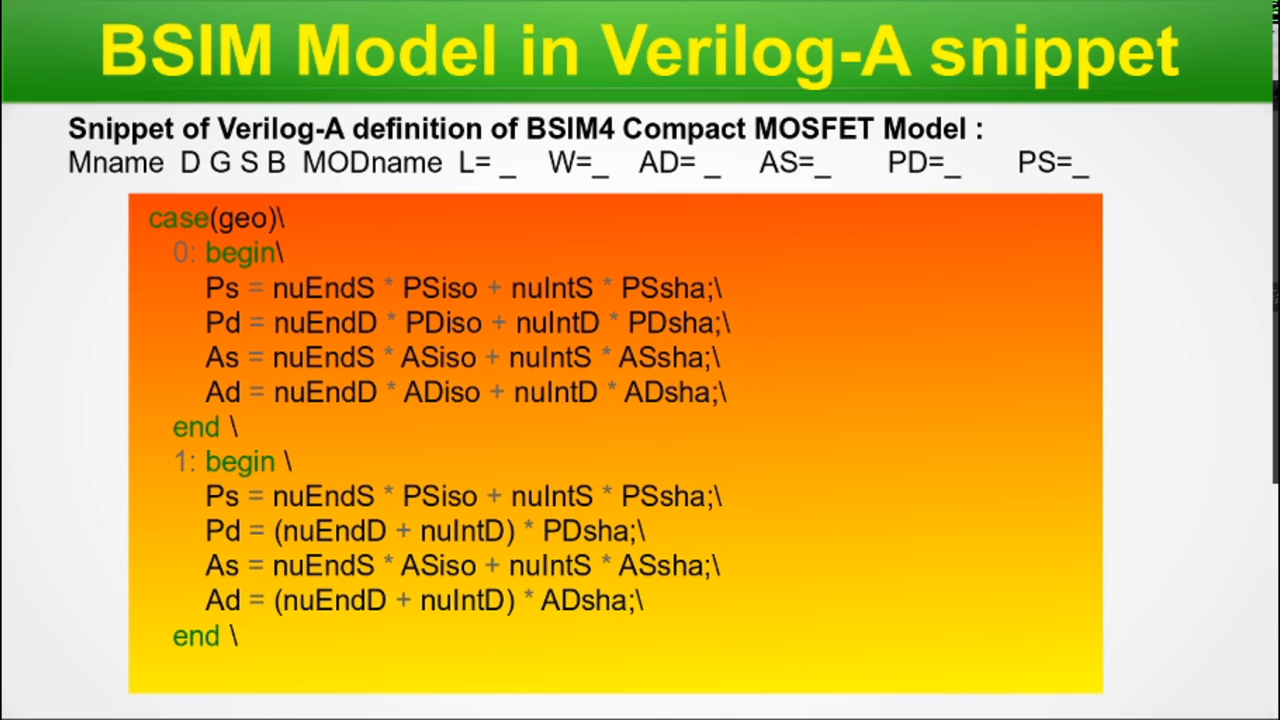 BSIM Model in Verilog-A snippet
Snippet of Verilog-A definition of BSIM4 Compact MOSFET Model :
Mname D G S B MODname L= _ W=_ AD= _ AS=_ PD=_ PS=_
case(geo)\
0: begin\
Ps = nuEndS * PSiso + nuIntS * PSsha;\
Pd = nuEndD * PDiso + nuIntD * PDsha;\
As = nuEndS * ASiso + nuIntS * ASsha;\
Ad = nuEndD * ADiso + nuIntD * ADsha;\
end \
1: begin \
Ps = nuEndS * PSiso + nuIntS * PSsha;\
Pd = (nuEndD + nuIntD) * PDsha;\
As = nuEndS * ASiso + nuIntS * ASsha;\
Ad = (nuEndD + nuIntD) * ADsha;\
end \